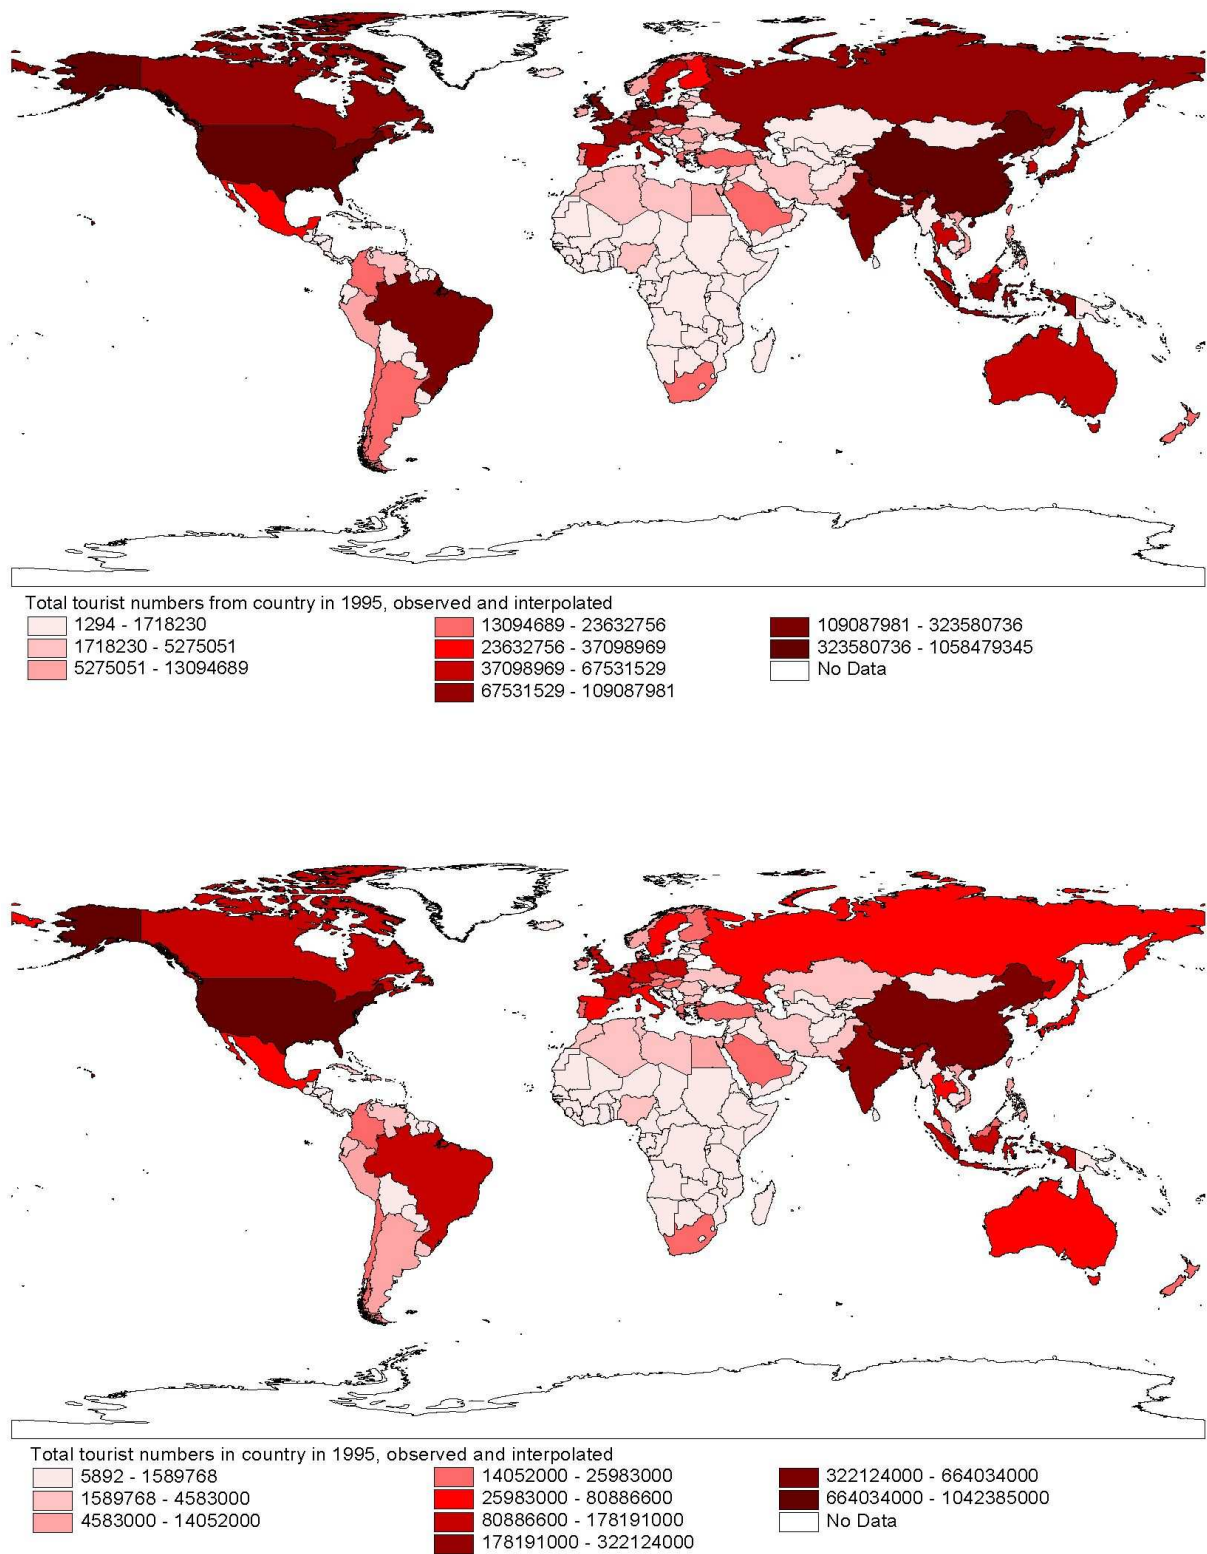 Total tourist numbers from country in 1995, observed and interpolated
1294 - 1718230
1718230 - 5275051
5275051 - 13094689
13094689 - 23632756
23632756 - 37098969
37098969 - 67531529
67531529 - 109087981
109087981 - 323580736
323580736 - 1058479345
No Data
Total tourist numbers in country in 1995, observed and interpolated
5892 - 1589768
1589768 - 4583000
4583000 - 14052000
14052000 - 25983000
25983000 - 80886600
80886600 - 178191000
178191000 - 322124000
322124000 - 664034000
664034000 - 1042385000
No Data